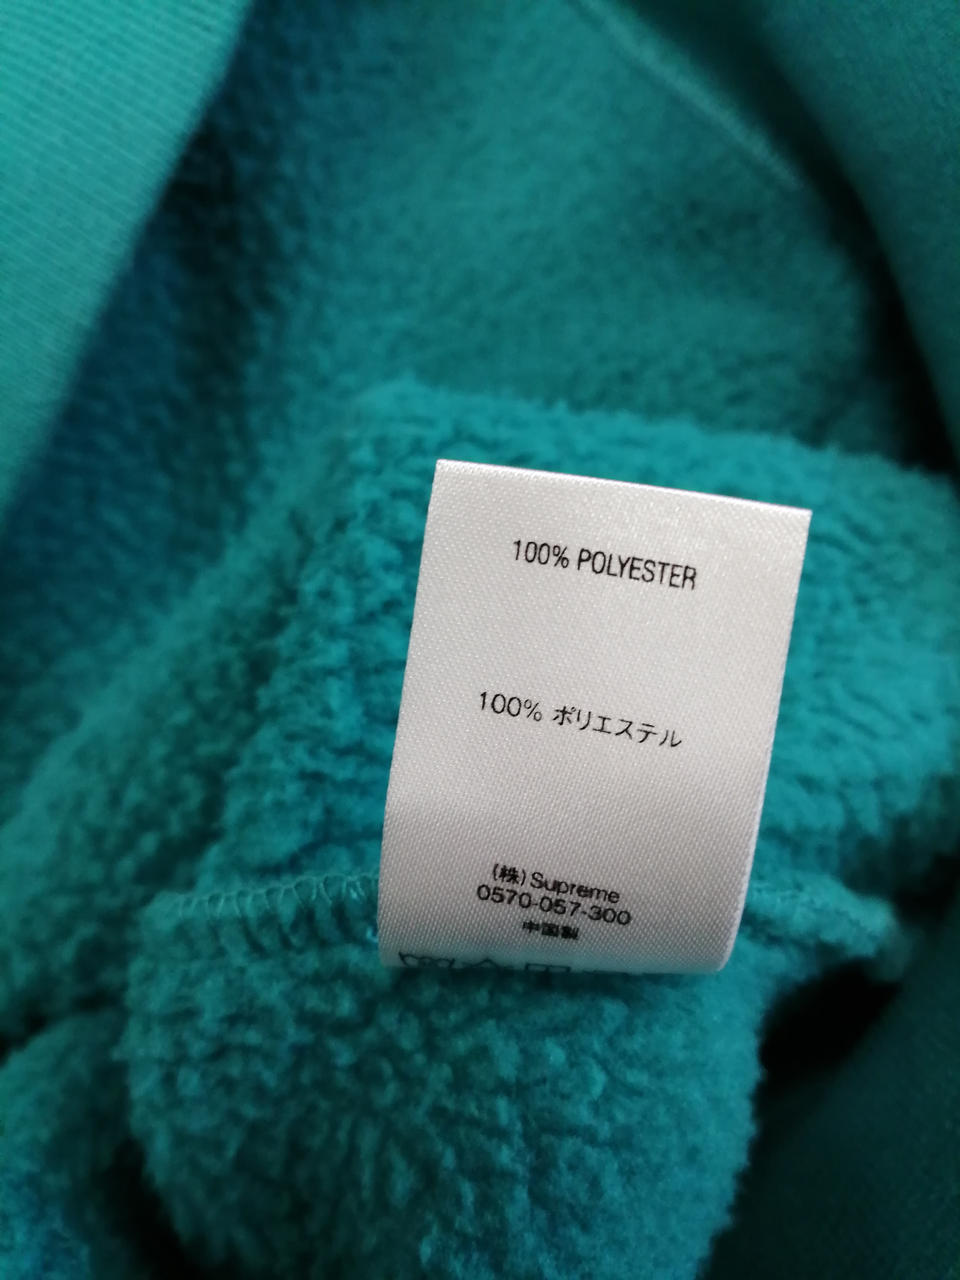 100% POLYESTER
100% ポリエステル
(株)Supreme
0570-057-300
中国製